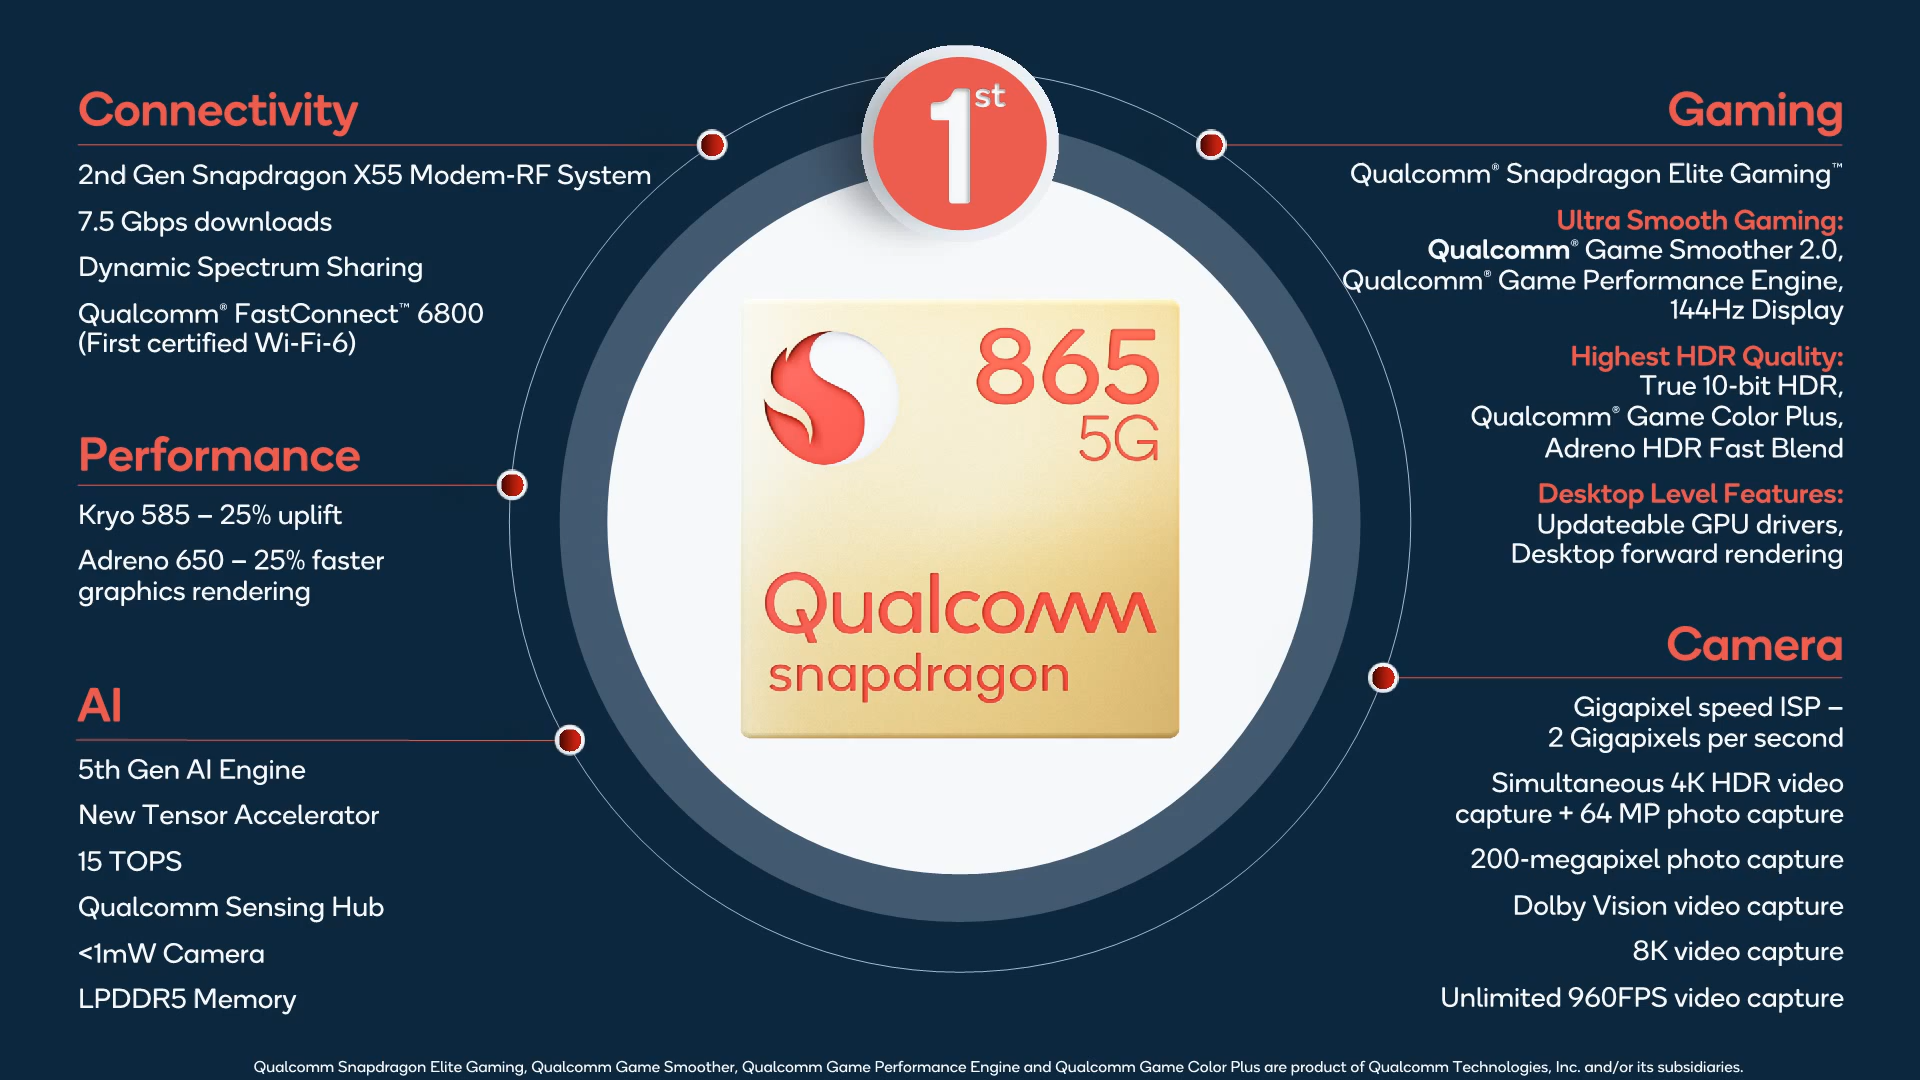 1st
Connectivity
2nd Gen Snapdragon X55 Modem-RF System
7.5 Gbps downloads
Dynamic Spectrum Sharing
Qualcomm® FastConnect™ 6800
(First certified Wi-Fi-6)
Performance
Kryo 585 – 25% uplift
Adreno 650 – 25% faster
graphics rendering
AI
5th Gen AI Engine
New Tensor Accelerator
15 TOPS
Qualcomm Sensing Hub
<1mW Camera
LPDDR5 Memory
865
5G
Qualcomm
snapdragon
Gaming
Qualcomm® Snapdragon Elite Gaming™
Ultra Smooth Gaming:
Qualcomm® Game Smoother 2.0,
Qualcomm® Game Performance Engine,
144Hz Display
Highest HDR Quality:
True 10-bit HDR,
Qualcomm® Game Color Plus,
Adreno HDR Fast Blend
Desktop Level Features:
Updateable GPU drivers,
Desktop forward rendering
Camera
Gigapixel speed ISP –
2 Gigapixels per second
Simultaneous 4K HDR video
capture + 64 MP photo capture
200-megapixel photo capture
Dolby Vision video capture
8K video capture
Unlimited 960FPS video capture
Qualcomm Snapdragon Elite Gaming, Qualcomm Game Smoother, Qualcomm Game Performance Engine and Qualcomm Game Color Plus are product of Qualcomm Technologies, Inc. and/or its subsidiaries.